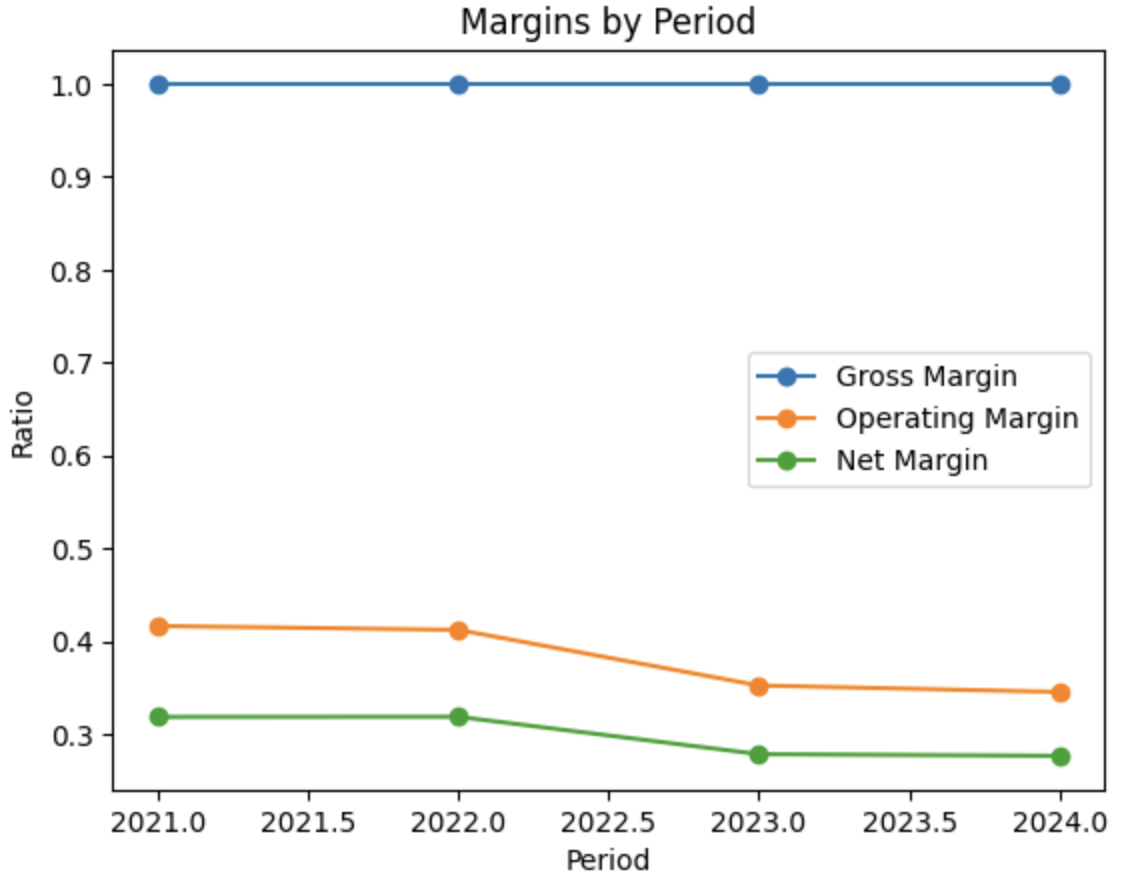 Margins by Period
1.0
0.9
0.8
0.7
0.6
0.5
0.4
0.3
Ratio
Gross Margin
Operating Margin
Net Margin
2021.0 2021.5 2022.0 2022.5 2023.0 2023.5 2024.0
Period